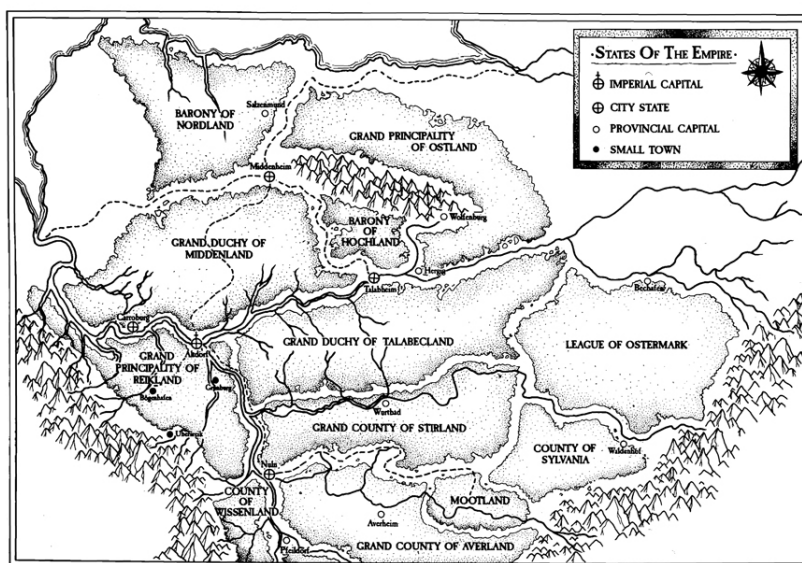 · STATES OF THE EMPIRE ·
IMPERIAL CAPITAL
CITY STATE
PROVINCIAL CAPITAL
SMALL TOWN
BARONY OF
NORDLAND
Salzenmund
GRAND PRINCIPALITY
OF OSTLAND
Middenheim
Wolfenburg
BARONY
OF
HOCHLAND
GRAND DUCHY OF
MIDDENLAND
Hergig
Talabheim
Bechafen
Carroburg
Altdorf
GRAND DUCHY OF TALABECLAND
LEAGUE OF OSTERMARK
GRAND
PRINCIPALITY OF
REIKLAND
Bögenhafen
Wurtbad
GRAND COUNTY OF STIRLAND
Ubersreik
COUNTY OF
SYLVANIA
Waldenhof
Nuln
COUNTY
OF
WISSENLAND
MOOTLAND
Averheim
Pfeildorf
GRAND COUNTY OF AVERLAND